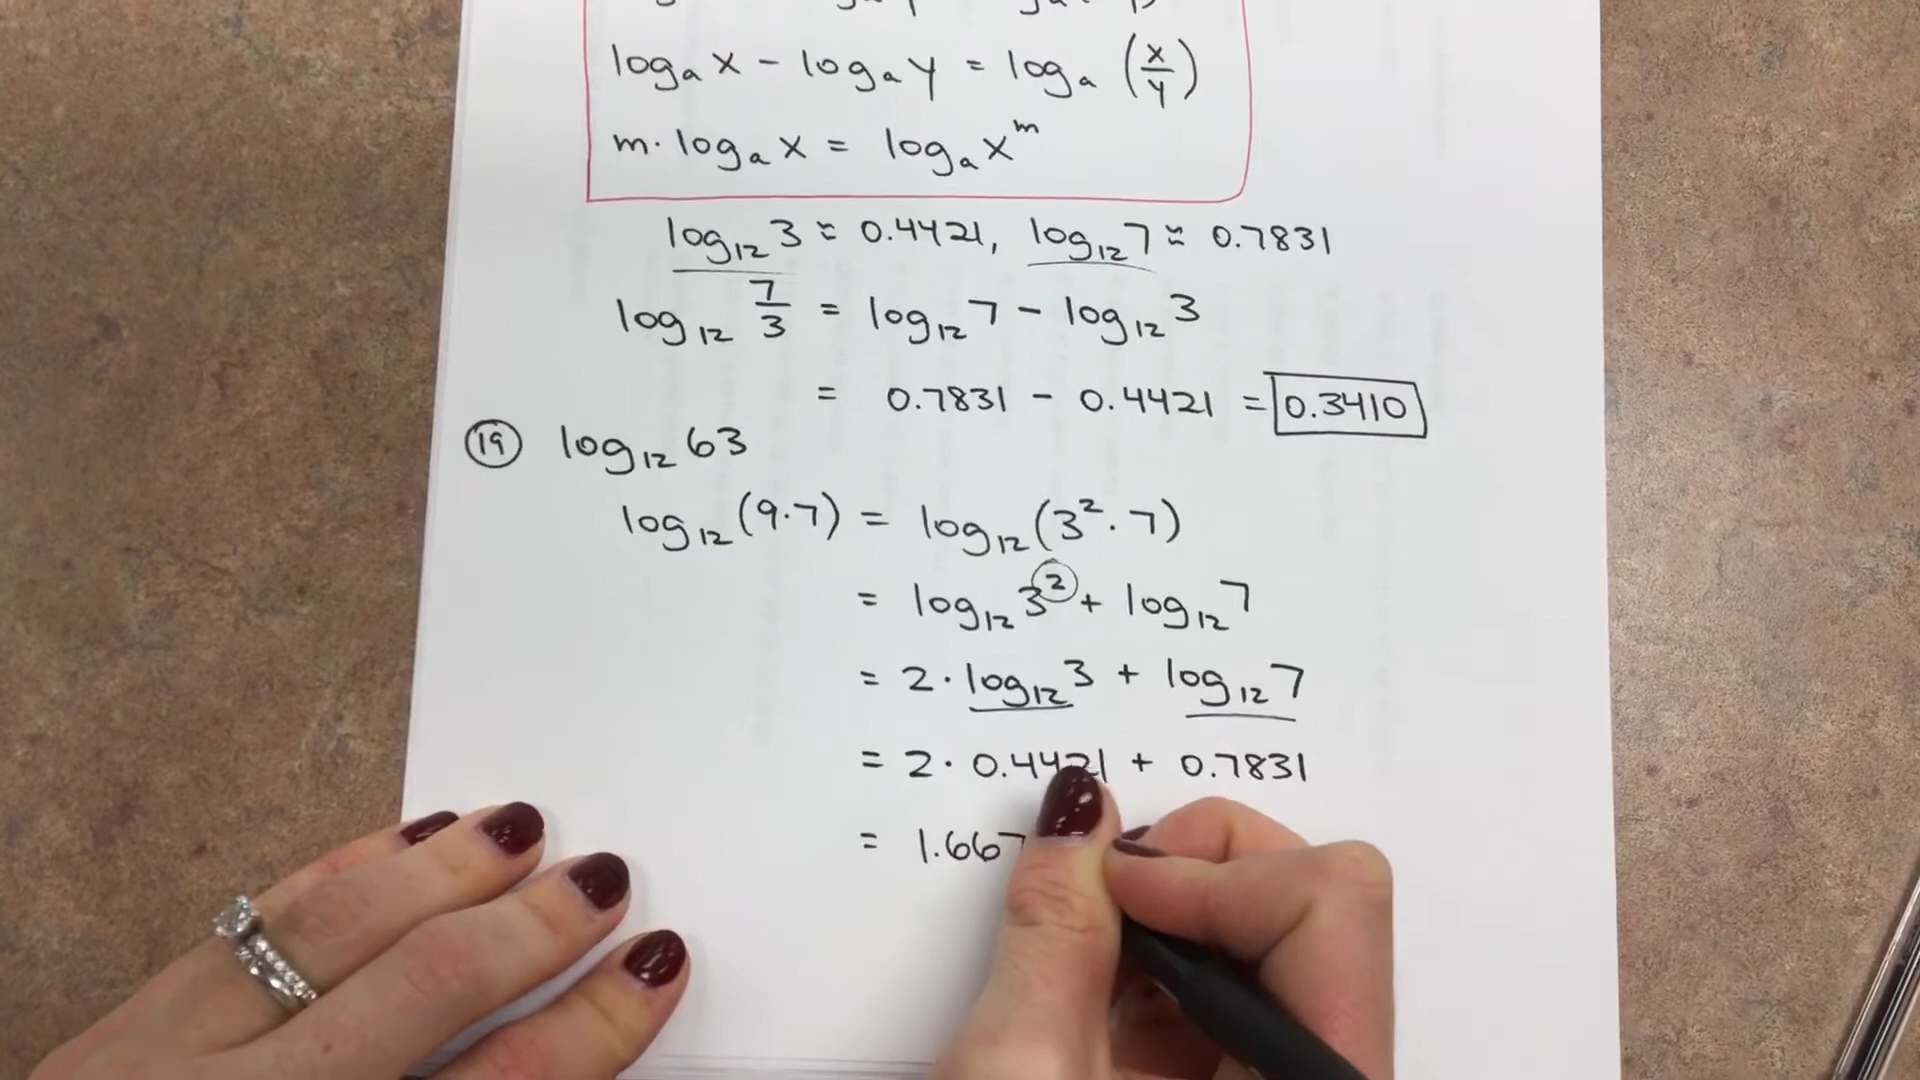 logₐ x - logₐ y = logₐ (x/y)
m · logₐ x = logₐ xᵐ
log₁₂ 3 ≈ 0.4421, log₁₂ 7 ≈ 0.7831
log₁₂ 7/3 = log₁₂ 7 - log₁₂ 3
= 0.7831 - 0.4421 = 0.3410
19 log₁₂ 63
log₁₂ (9·7) = log₁₂ (3²·7)
= log₁₂ 3² + log₁₂ 7
= 2 · log₁₂ 3 + log₁₂ 7
= 2 · 0.4421 + 0.7831
= 1.667